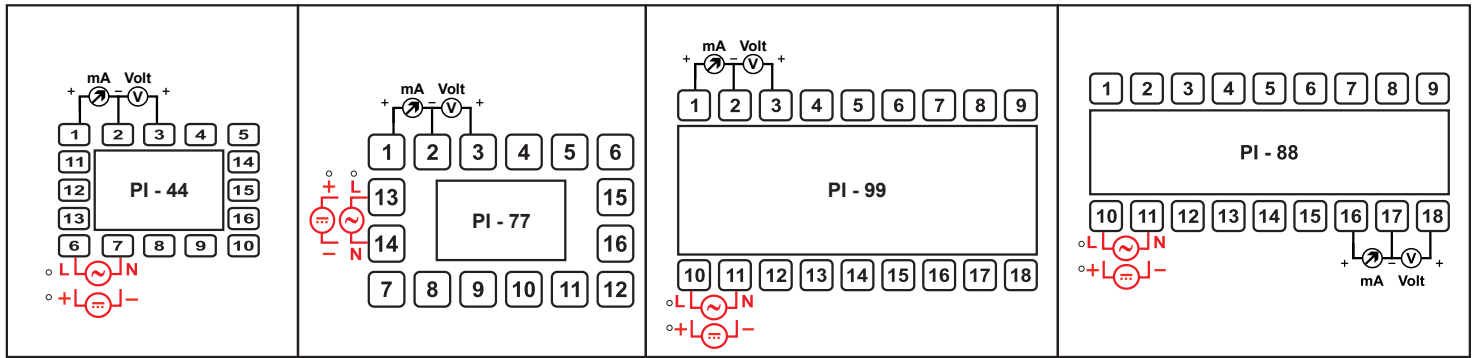 mA Volt
+ − +
1 2 3 4 5
11 14
12 PI - 44 15
13 16
6 7 8 9 10
L N
+ −
mA Volt
+ − +
1 2 3 4 5 6
+ L
13 15
PI - 77
14 16
− N
7 8 9 10 11 12
mA Volt
+ − V +
1 2 3 4 5 6 7 8 9
PI - 99
10 11 12 13 14 15 16 17 18
L N
+ −
1 2 3 4 5 6 7 8 9
PI - 88
10 11 12 13 14 15 16 17 18
L N
+ −
+ − V +
mA Volt